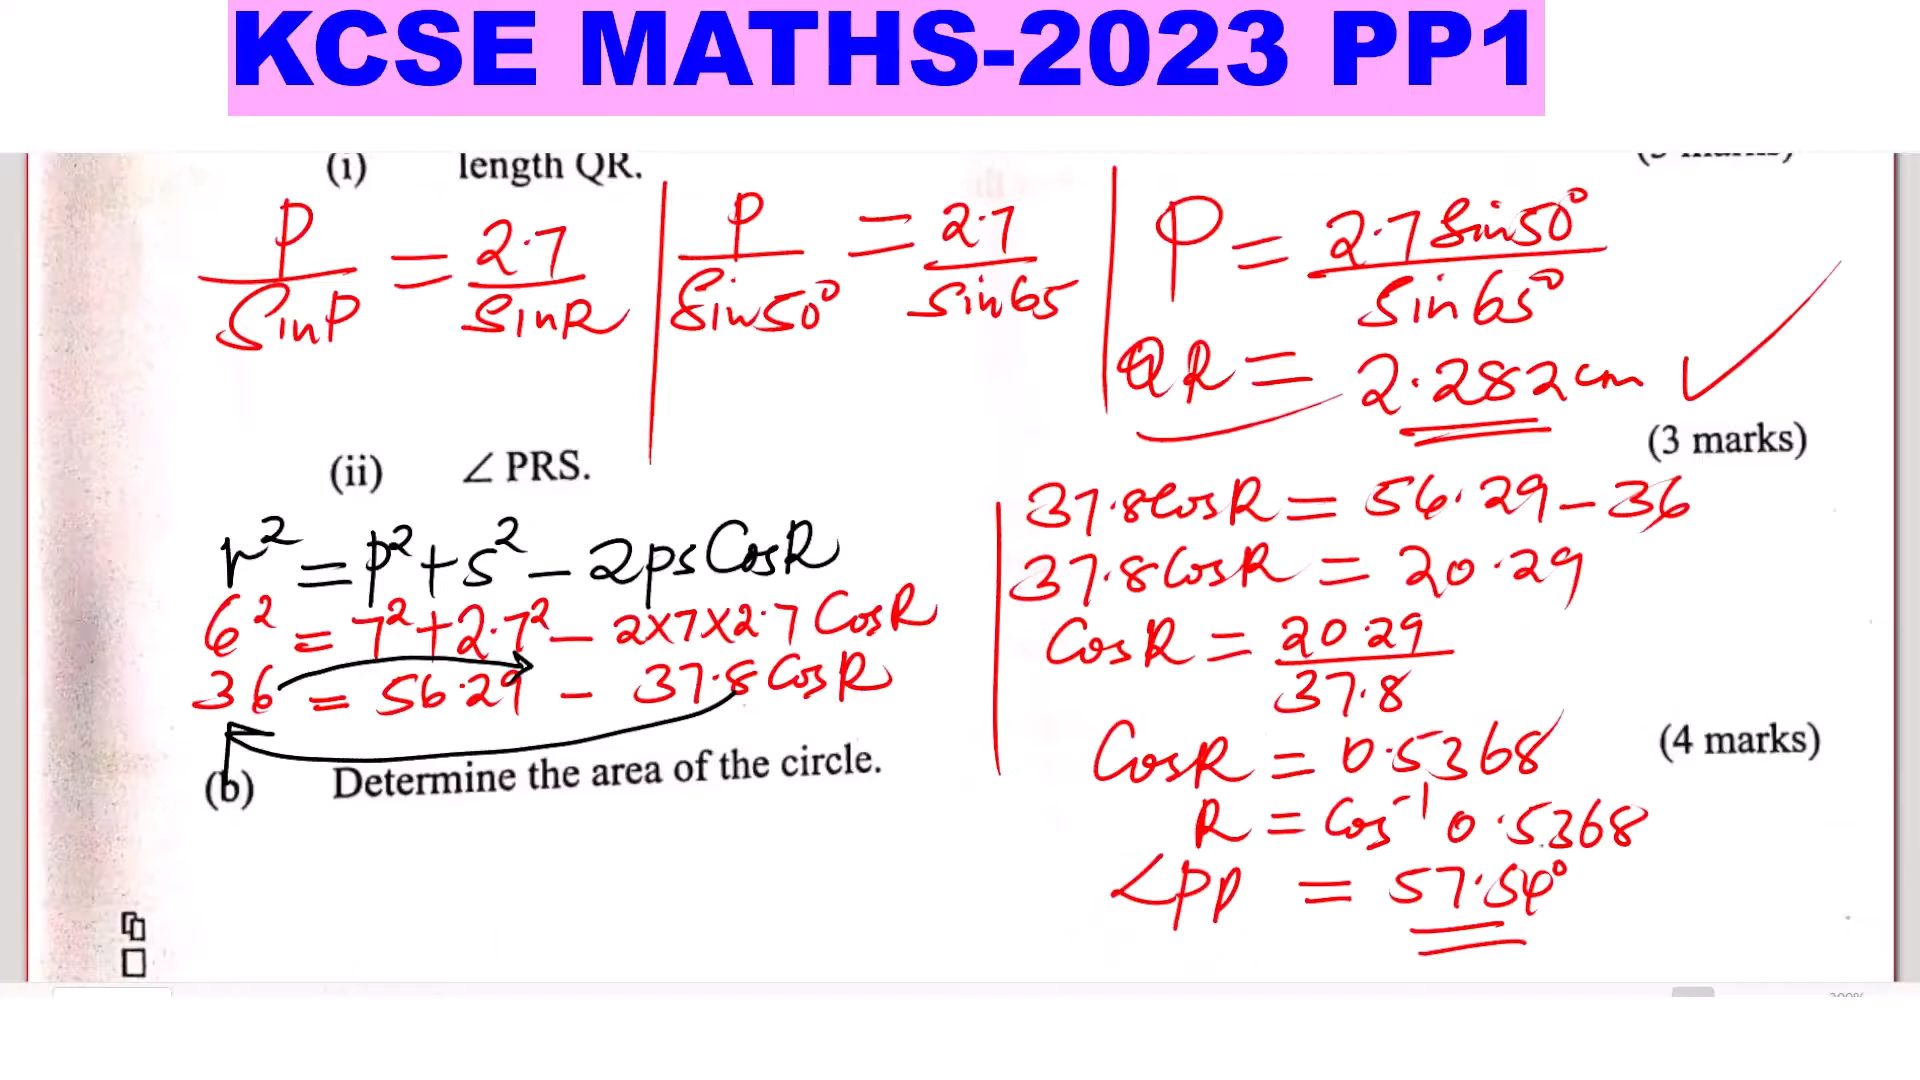 KCSE MATHS-2023 PP1
(i) length QR.
P/SinP = 2.7/SinR
P/Sin50° = 2.7/Sin65
P = 2.7 Sin50°/Sin65°
QR = 2.282cm ✓
(3 marks)
(ii) ∠ PRS.
r² = p² + s² - 2ps CosR
6² = 7² + 2.7² - 2×7×2.7 CosR
36 = 56.29 - 37.8 CosR
37.8CosR = 56.29 - 36
37.8CosR = 20.29
CosR = 20.29/37.8
CosR = 0.5368
R = Cos⁻¹ 0.5368
= 57.54°
(b) Determine the area of the circle.
(4 marks)